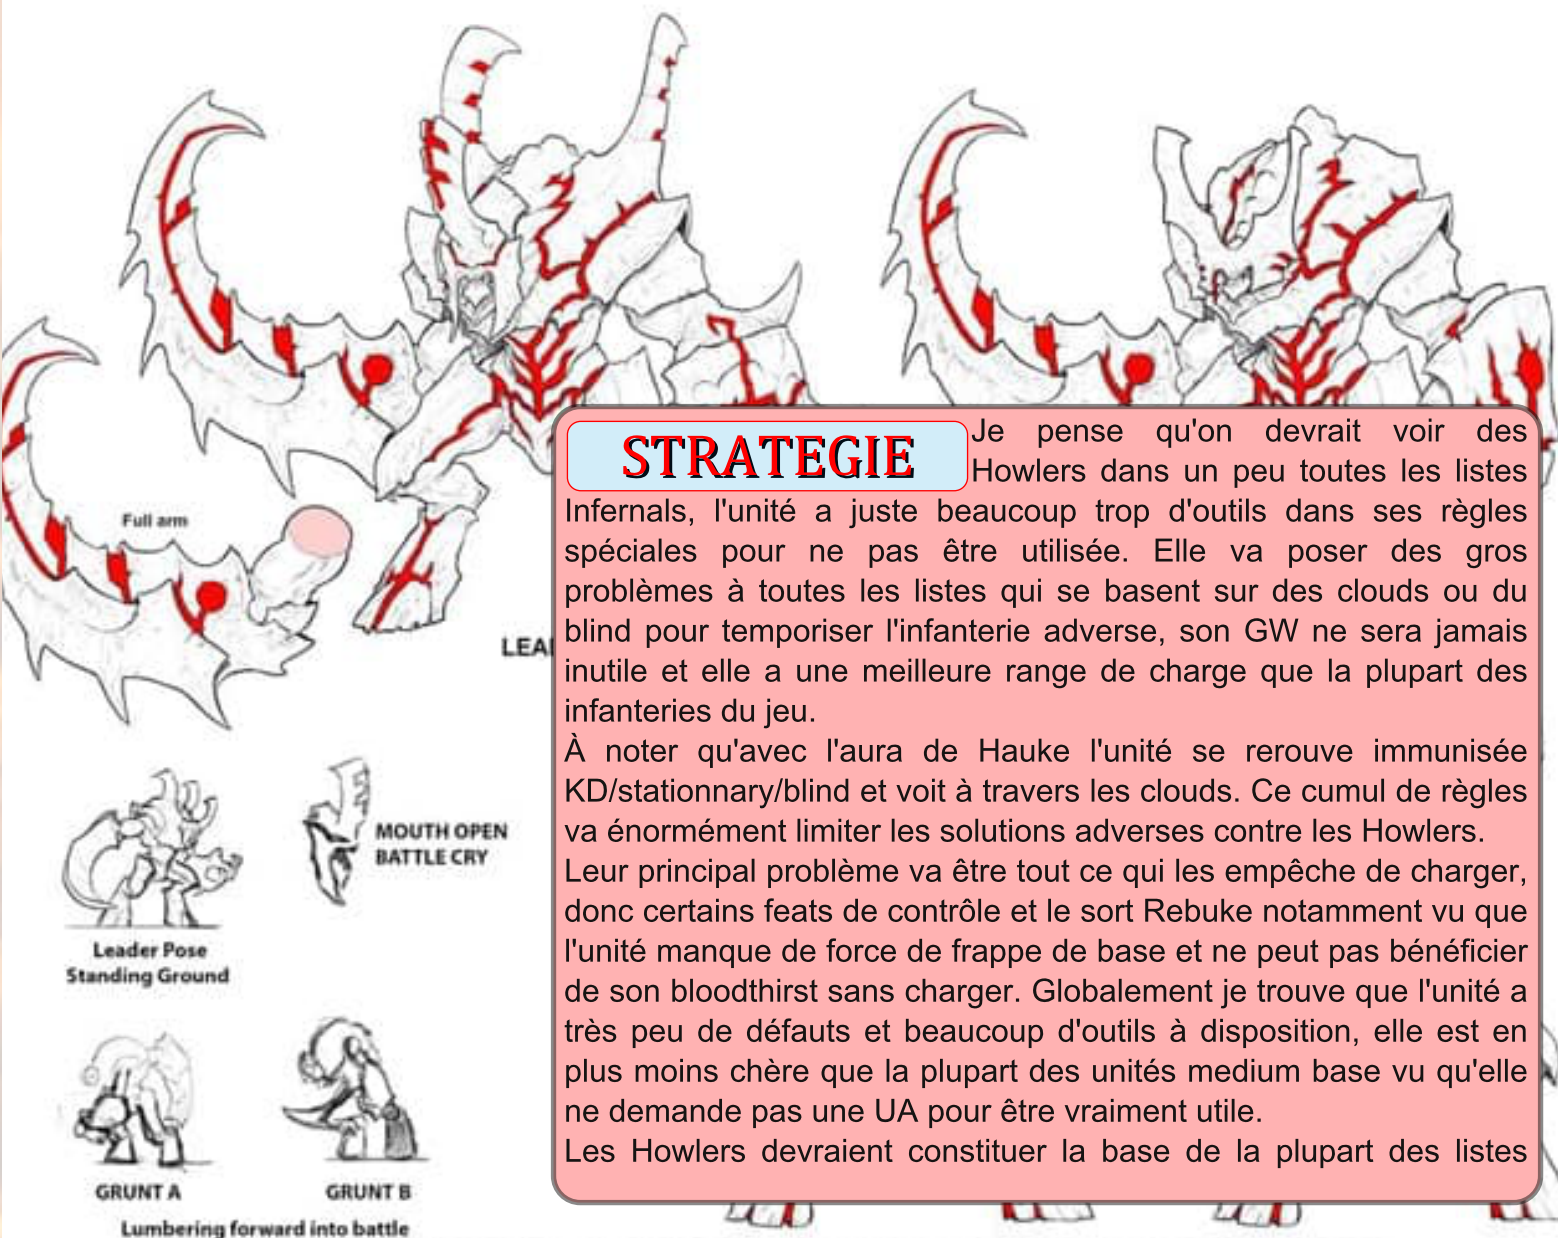 STRATEGIE
Je pense qu'on devrait voir des
Howlers dans un peu toutes les listes
Infernals, l'unité a juste beaucoup trop d'outils dans ses règles
spéciales pour ne pas être utilisée. Elle va poser des gros
problèmes à toutes les listes qui se basent sur des clouds ou du
blind pour temporiser l'infanterie adverse, son GW ne sera jamais
inutile et elle a une meilleure range de charge que la plupart des
infanteries du jeu.
À noter qu'avec l'aura de Hauke l'unité se rerouve immunisée
KD/stationnary/blind et voit à travers les clouds. Ce cumul de règles
va énormément limiter les solutions adverses contre les Howlers.
Leur principal problème va être tout ce qui les empêche de charger,
donc certains feats de contrôle et le sort Rebuke notamment vu que
l'unité manque de force de frappe de base et ne peut pas bénéficier
de son bloodthirst sans charger. Globalement je trouve que l'unité a
très peu de défauts et beaucoup d'outils à disposition, elle est en
plus moins chère que la plupart des unités medium base vu qu'elle
ne demande pas une UA pour être vraiment utile.
Les Howlers devraient constituer la base de la plupart des listes
Full arm
LEA
MOUTH OPEN
BATTLE CRY
Leader Pose
Standing Ground
GRUNT A
GRUNT B
Lumbering forward into battle